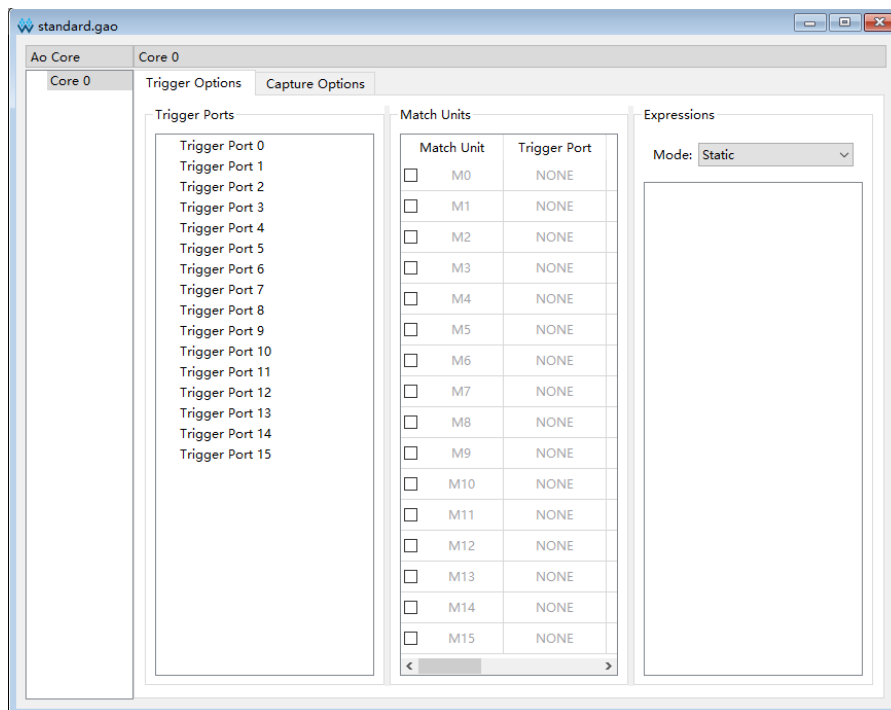 standard.gao
Ao Core
Core 0
Core 0
Trigger Options
Capture Options
Trigger Ports
Trigger Port 0
Trigger Port 1
Trigger Port 2
Trigger Port 3
Trigger Port 4
Trigger Port 5
Trigger Port 6
Trigger Port 7
Trigger Port 8
Trigger Port 9
Trigger Port 10
Trigger Port 11
Trigger Port 12
Trigger Port 13
Trigger Port 14
Trigger Port 15
Match Units
Match Unit Trigger Port
M0 NONE
M1 NONE
M2 NONE
M3 NONE
M4 NONE
M5 NONE
M6 NONE
M7 NONE
M8 NONE
M9 NONE
M10 NONE
M11 NONE
M12 NONE
M13 NONE
M14 NONE
M15 NONE
Expressions
Mode: Static